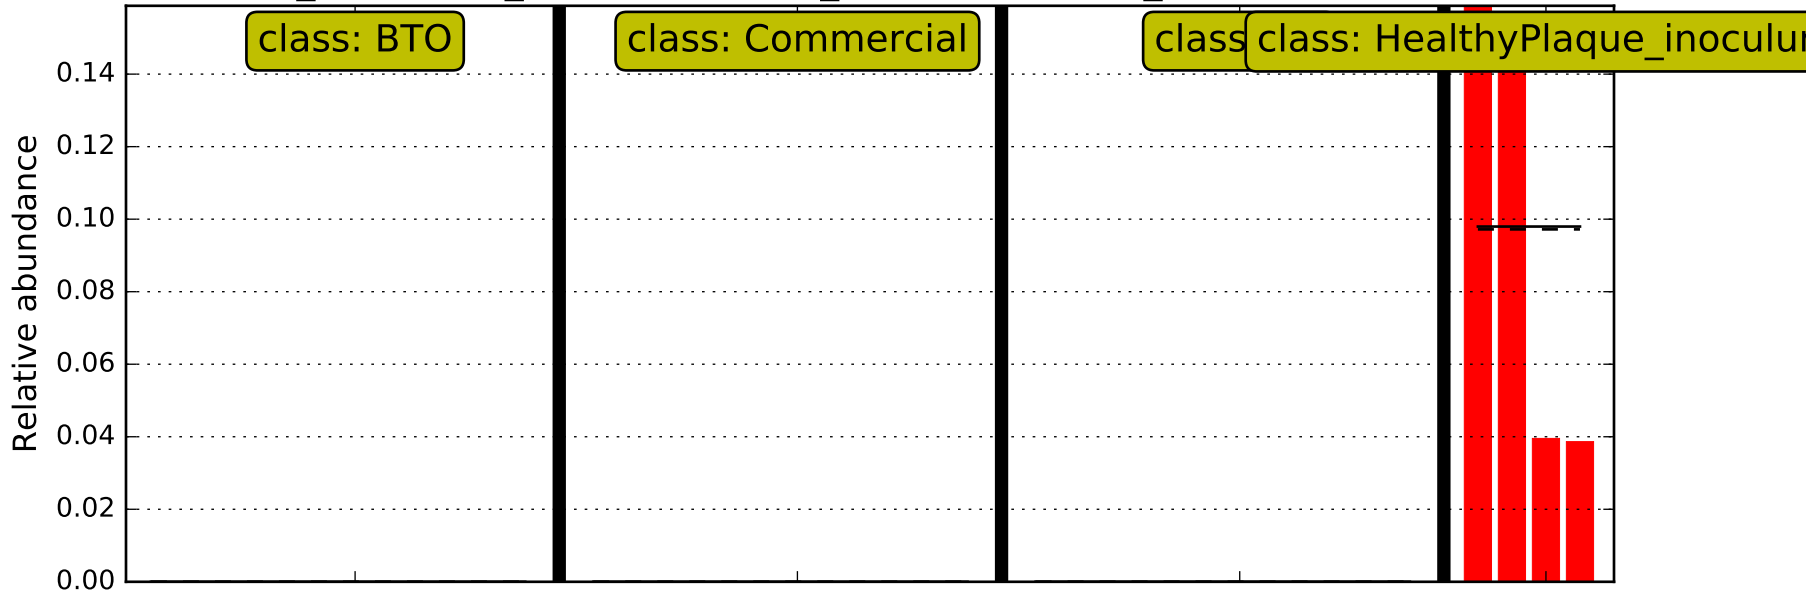 class: BTO
class: Commercial
class
class: HealthyPlaque_inoculu
0.14
0.12
0.10
0.08
0.06
0.04
0.02
0.00
Relative abundance